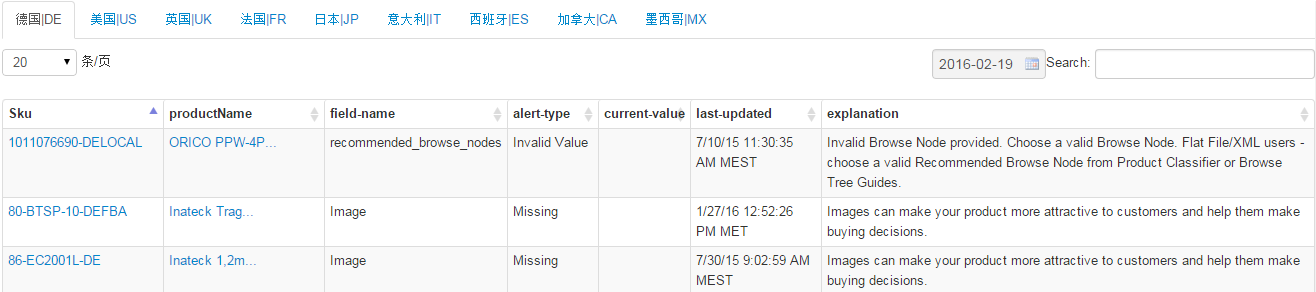 德国|DE 美国|US 英国|UK 法国|FR 日本|JP 意大利|IT 西班牙|ES 加拿大|CA 墨西哥|MX
20 条/页 2016-02-19 Search:
Sku productName field-name alert-type current-value last-updated explanation
1011076690-DELOCAL ORICO PPW-4P... recommended_browse_nodes Invalid Value 7/10/15 11:30:35 Invalid Browse Node provided. Choose a valid Browse Node. Flat File/XML users -
AM MEST choose a valid Recommended Browse Node from Product Classifier or Browse
Tree Guides.
80-BTSP-10-DEFBA Inateck Trag... Image Missing 1/27/16 12:52:26 Images can make your product more attractive to customers and help them make
PM MET buying decisions.
86-EC2001L-DE Inateck 1,2m... Image Missing 7/30/15 9:02:59 AM Images can make your product more attractive to customers and help them make
MEST buying decisions.